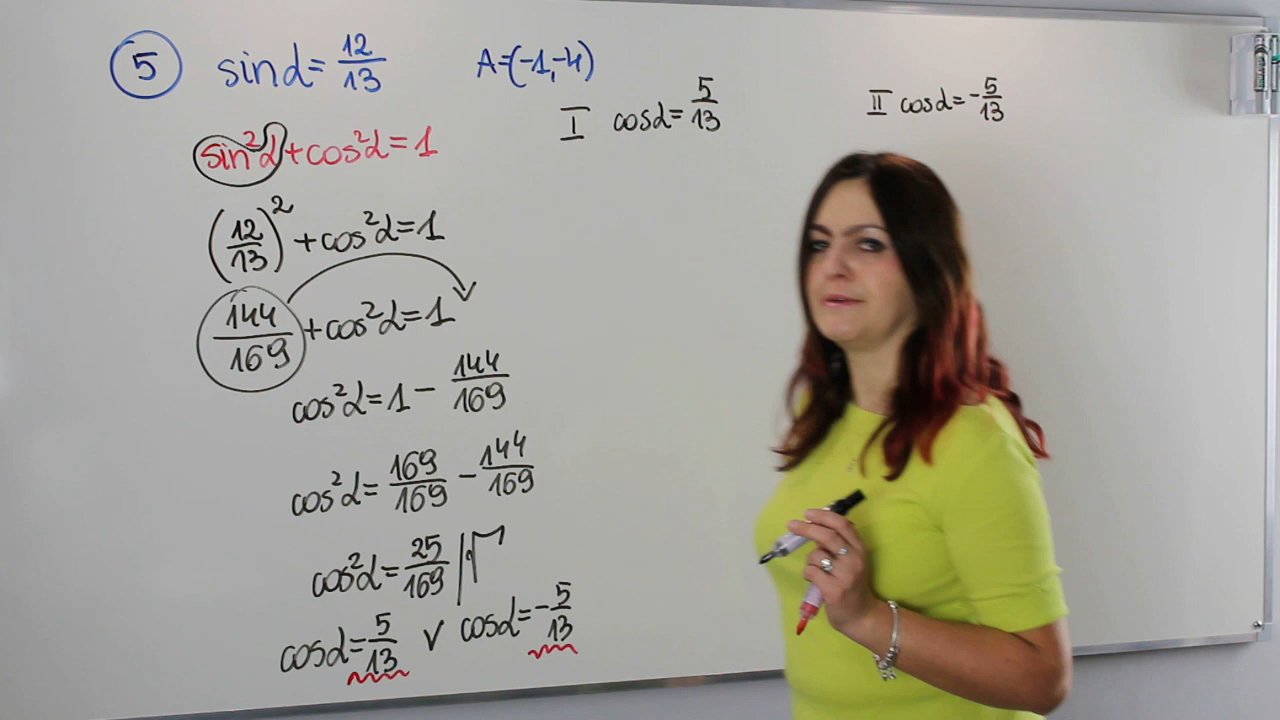 5 sinα = 12/13 A=(-1,-4)
I cosα = 5/13 II cosα = -5/13
sin²α + cos²α = 1
(12/13)² + cos²α = 1
144/169 + cos²α = 1
cos²α = 1 - 144/169
cos²α = 169/169 - 144/169
cos²α = 25/169 |√
cosα = 5/13 ∨ cosα = -5/13